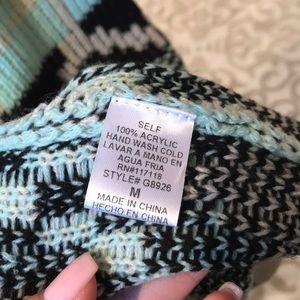 SELF
100% ACRYLIC
HAND WASH COLD
LAVAR A MANO EN
AGUA FRIA
RN#117118
STYLE# G8926
M
MADE IN CHINA
HECHO EN CHINA